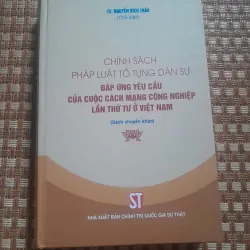 TS. NGUYỄN BÍCH THẢO
(Chủ biên)
CHÍNH SÁCH
PHÁP LUẬT TỐ TỤNG DÂN SỰ
ĐÁP ỨNG YÊU CẦU
CỦA CUỘC CÁCH MẠNG CÔNG NGHIỆP
LẦN THỨ TƯ Ở VIỆT NAM
(Sách chuyên khảo)
ST
NHÀ XUẤT BẢN CHÍNH TRỊ QUỐC GIA SỰ THẬT